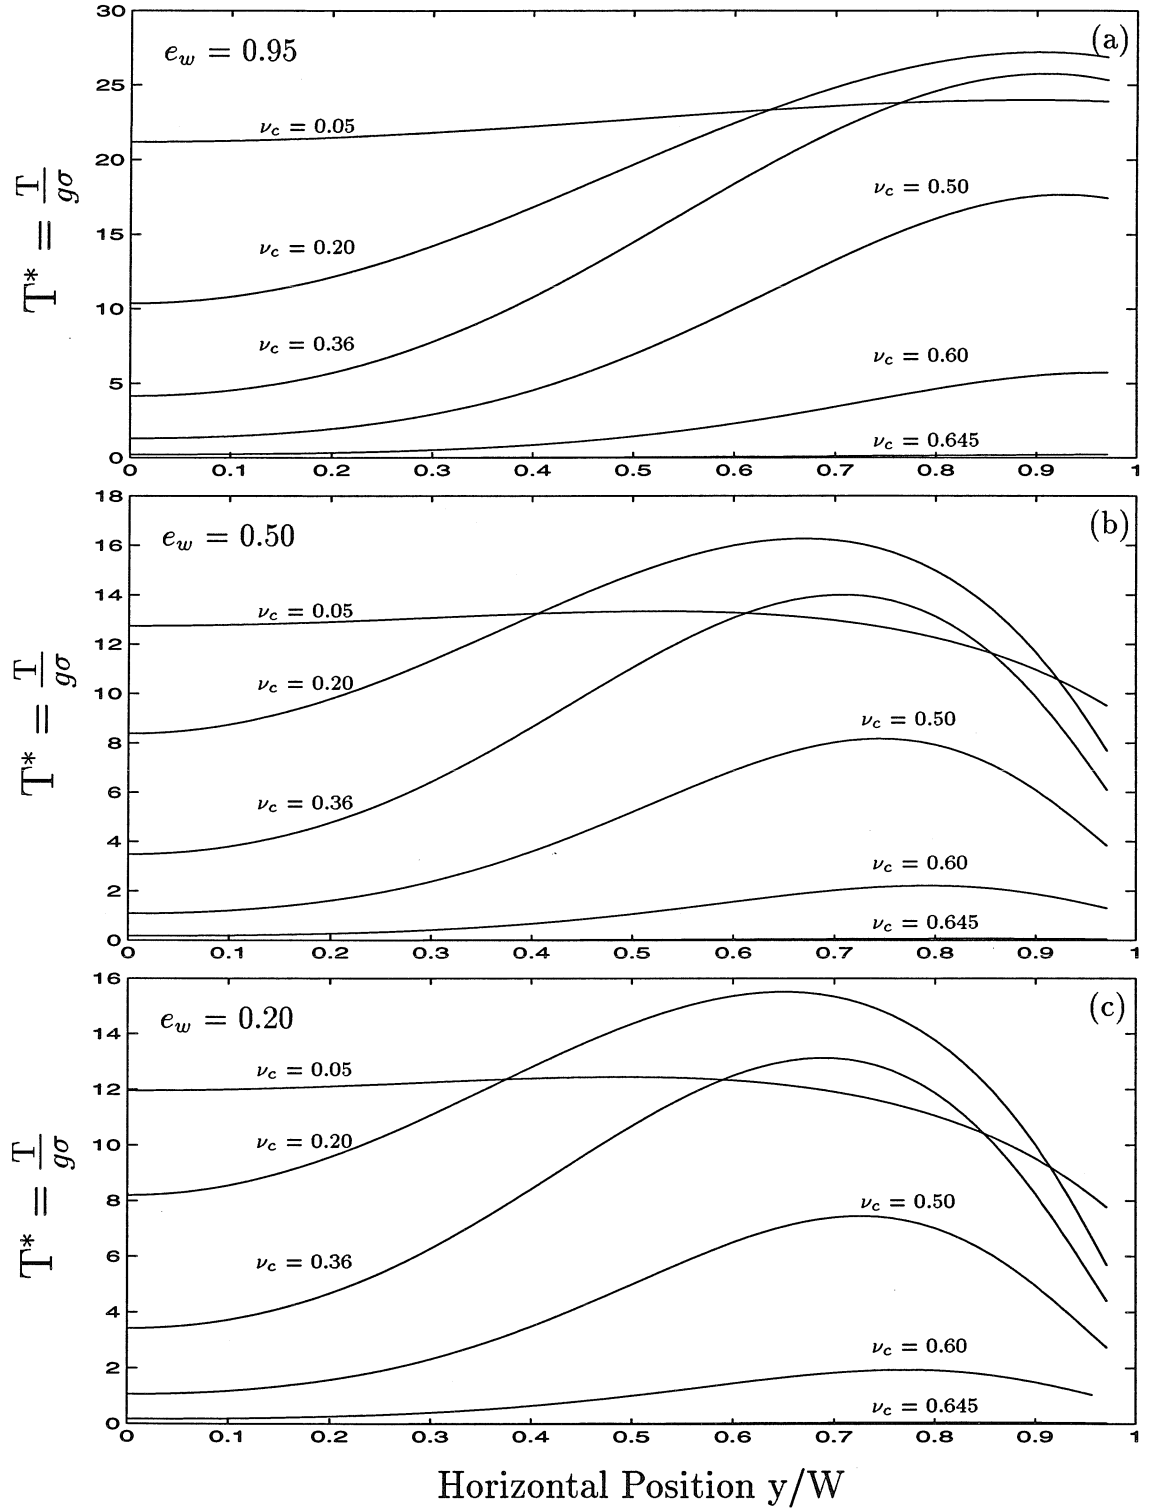 30
25
20
15
10
5
0
T* = T/gσ
(a)
e_w = 0.95
ν_c = 0.05
ν_c = 0.20
ν_c = 0.36
ν_c = 0.50
ν_c = 0.60
ν_c = 0.645
0 0.1 0.2 0.3 0.4 0.5 0.6 0.7 0.8 0.9 1
18
16
14
12
10
8
6
4
2
0
T* = T/gσ
(b)
e_w = 0.50
ν_c = 0.05
ν_c = 0.20
ν_c = 0.36
ν_c = 0.50
ν_c = 0.60
ν_c = 0.645
0 0.1 0.2 0.3 0.4 0.5 0.6 0.7 0.8 0.9 1
16
14
12
10
8
6
4
2
0
T* = T/gσ
(c)
e_w = 0.20
ν_c = 0.05
ν_c = 0.20
ν_c = 0.36
ν_c = 0.50
ν_c = 0.60
ν_c = 0.645
0 0.1 0.2 0.3 0.4 0.5 0.6 0.7 0.8 0.9 1
Horizontal Position y/W